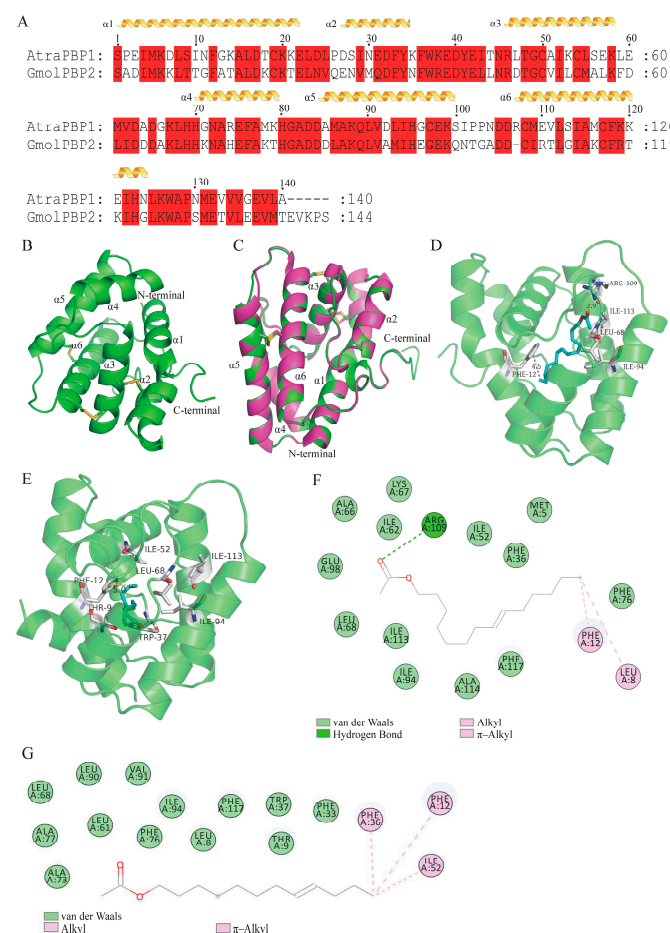 A
α1 α2 α3
1 10 20 30 40 50 60
AtraPBP1: SPEIMKDLSINFGKALDTCKKELDLPDSINEDFYKFWKEDYEITNRLTGCAIKCLSEKLE :60
GmolPBP2: SADIMKKLTTGFATALDKCKTELNVQENVMQDFYNFWREDYELLNRDTGCVILCMALKFD :60
α4 α5 α6
70 80 90 100 110 120
AtraPBP1: MVDADGKLHHGNAREFAMKHGADDAMAKQLVDLIHGCEKSIPPNDDRCMEVLSIAMCFKK :120
GmolPBP2: LIDDDAKLHHKNAHEFAKTHGADDDLAKQLVAMIHEGEKQNTGADD-CIRTLGIAKCFRT :119
130 140
AtraPBP1: EIHNLKWAPNMEVVVGEVLA----- :140
GmolPBP2: KIHGLKWAPSMETVLEEVMTEVKPS :144
B
α5 α4 N-terminal
α6 α3 α1
α2
C-terminal
C
α3
α2
C-terminal
α5
α6 α1
α4
N-terminal
D
ARG-109
2.9
ILE-113
LEU-68
PHE-12
ILE-94
E
ILE-52
ILE-113
LEU-68
PHE-12
THR-9
ILE-94
TRP-37
F
LYS A:67
ALA A:66
ILE A:62
ARG A:109
ILE A:52
MET A:5
PHE A:36
GLU A:98
PHE A:76
O
O
LEU A:68
ILE A:113
PHE A:117
PHE A:12
ILE A:94
ALA A:114
LEU A:8
van der Waals
Hydrogen Bond
Alkyl
π–Alkyl
G
LEU A:68
LEU A:90
VAL A:91
ILE A:94
PHE A:117
TRP A:37
PHE A:33
PHE A:36
PHE A:12
ALA A:77
LEU A:61
PHE A:76
LEU A:8
THR A:9
ILE A:52
ALA A:73
O
O
van der Waals
Alkyl
π–Alkyl